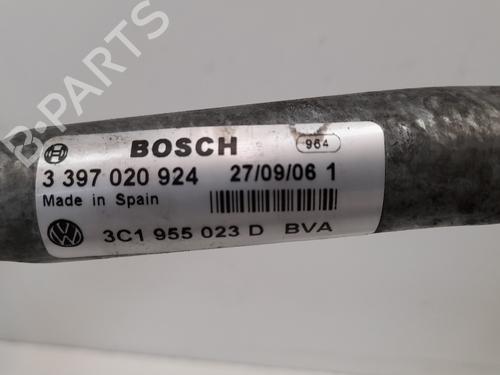 B-PARTS
BOSCH 964
3 397 020 924 27/09/06 1
Made in Spain
3C1 955 023 D BVA